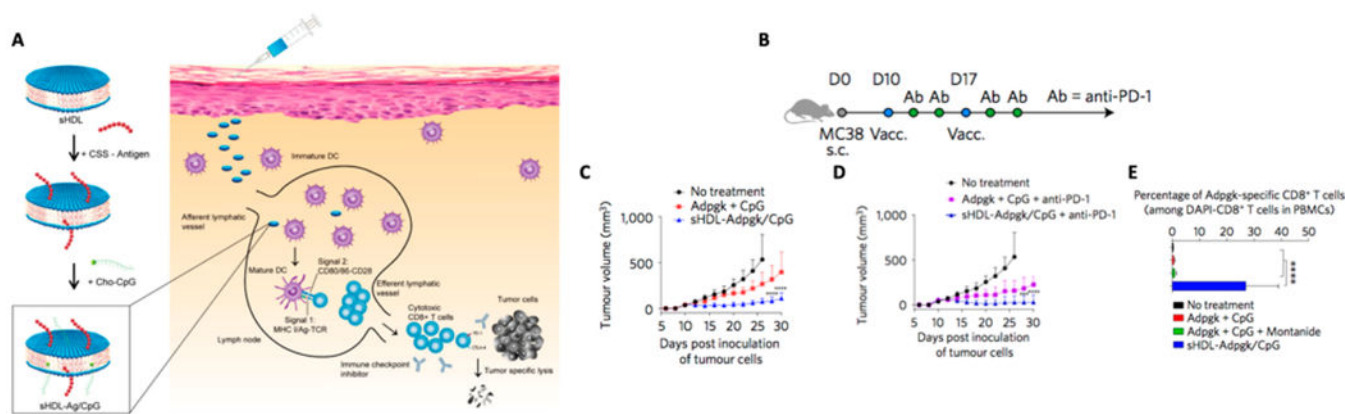 A
sHDL
+ CSS - Antigen
+ Cho-CpG
sHDL-Ag/CpG
Immature DC
Afferent lymphatic
vessel
Mature DC
Signal 2:
CD80/86-CD28
Efferent lymphatic
vessel
Signal 1:
MHC I/Ag-TCR
Lymph node
Cytotoxic
CD8+ T cells
Tumor cells
Immune checkpoint
inhibitor
Tumor specific lysis
B
D0 D10 D17
Ab Ab Ab Ab Ab = anti-PD-1
MC38 Vacc. Vacc.
s.c.
C
No treatment
Adpgk + CpG
sHDL-Adpgk/CpG
Tumour volume (mm³)
1,000
500
0
****
****
5 10 15 20 25 30
Days post inoculation
of tumour cells
D
No treatment
Adpgk + CpG + anti-PD-1
sHDL-Adpgk/CpG + anti-PD-1
Tumour volume (mm³)
1,000
500
0
****
5 10 15 20 25 30
Days post inoculation
of tumour cells
E
Percentage of Adpgk-specific CD8⁺ T cells
(among DAPI-CD8⁺ T cells in PBMCs)
0 10 20 30 40 50
****
No treatment
Adpgk + CpG
Adpgk + CpG + Montanide
sHDL-Adpgk/CpG